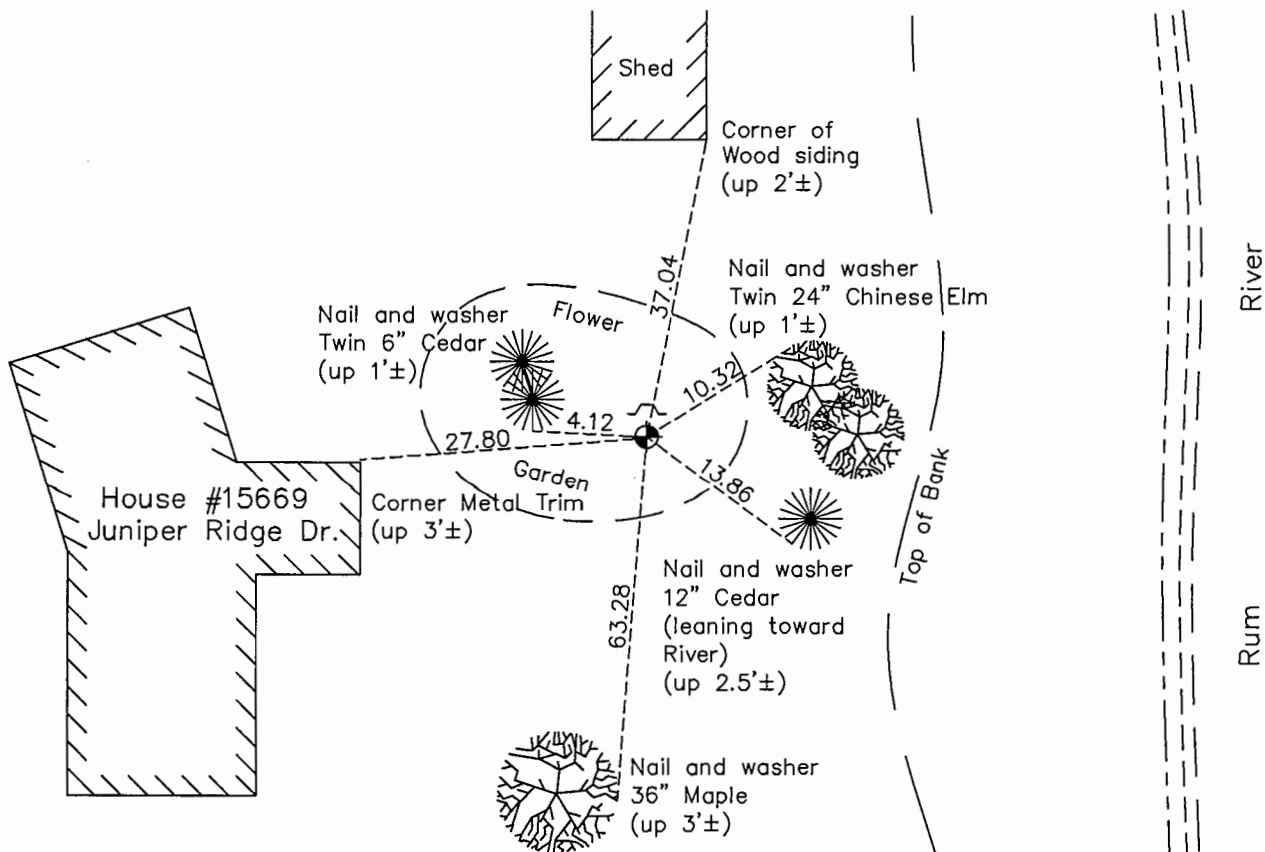 Shed
Corner of
Wood siding
(up 2'±)
37.04
Nail and washer
Twin 24" Chinese Elm
(up 1'±)
River
Nail and washer
Twin 6" Cedar
(up 1'±)
Flower
10.32
4.12
27.80
Garden
13.86
House #15669
Juniper Ridge Dr.
Corner Metal Trim
(up 3'±)
Top of Bank
63.28
Nail and washer
12" Cedar
(leaning toward
River)
(up 2.5'±)
Rum
Nail and washer
36" Maple
(up 3'±)